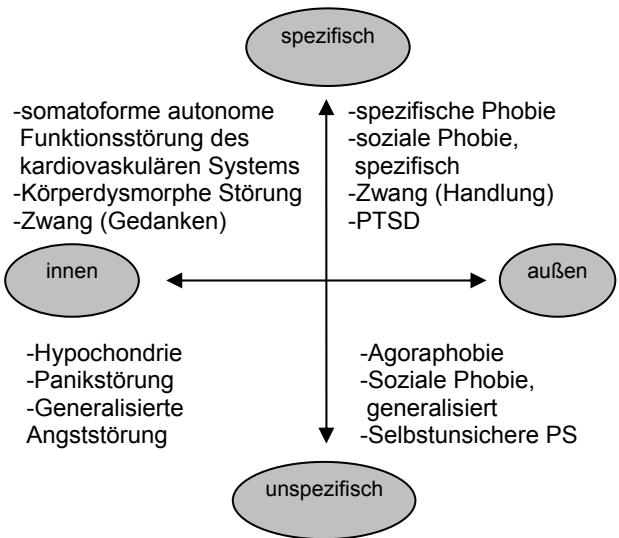 spezifisch
-somatoforme autonome
Funktionsstörung des
kardiovaskulären Systems
-Körperdysmorphe Störung
-Zwang (Gedanken)
-spezifische Phobie
-soziale Phobie,
spezifisch
-Zwang (Handlung)
-PTSD
innen
außen
-Hypochondrie
-Panikstörung
-Generalisierte
Angststörung
-Agoraphobie
-Soziale Phobie,
generalisiert
-Selbstunsichere PS
unspezifisch